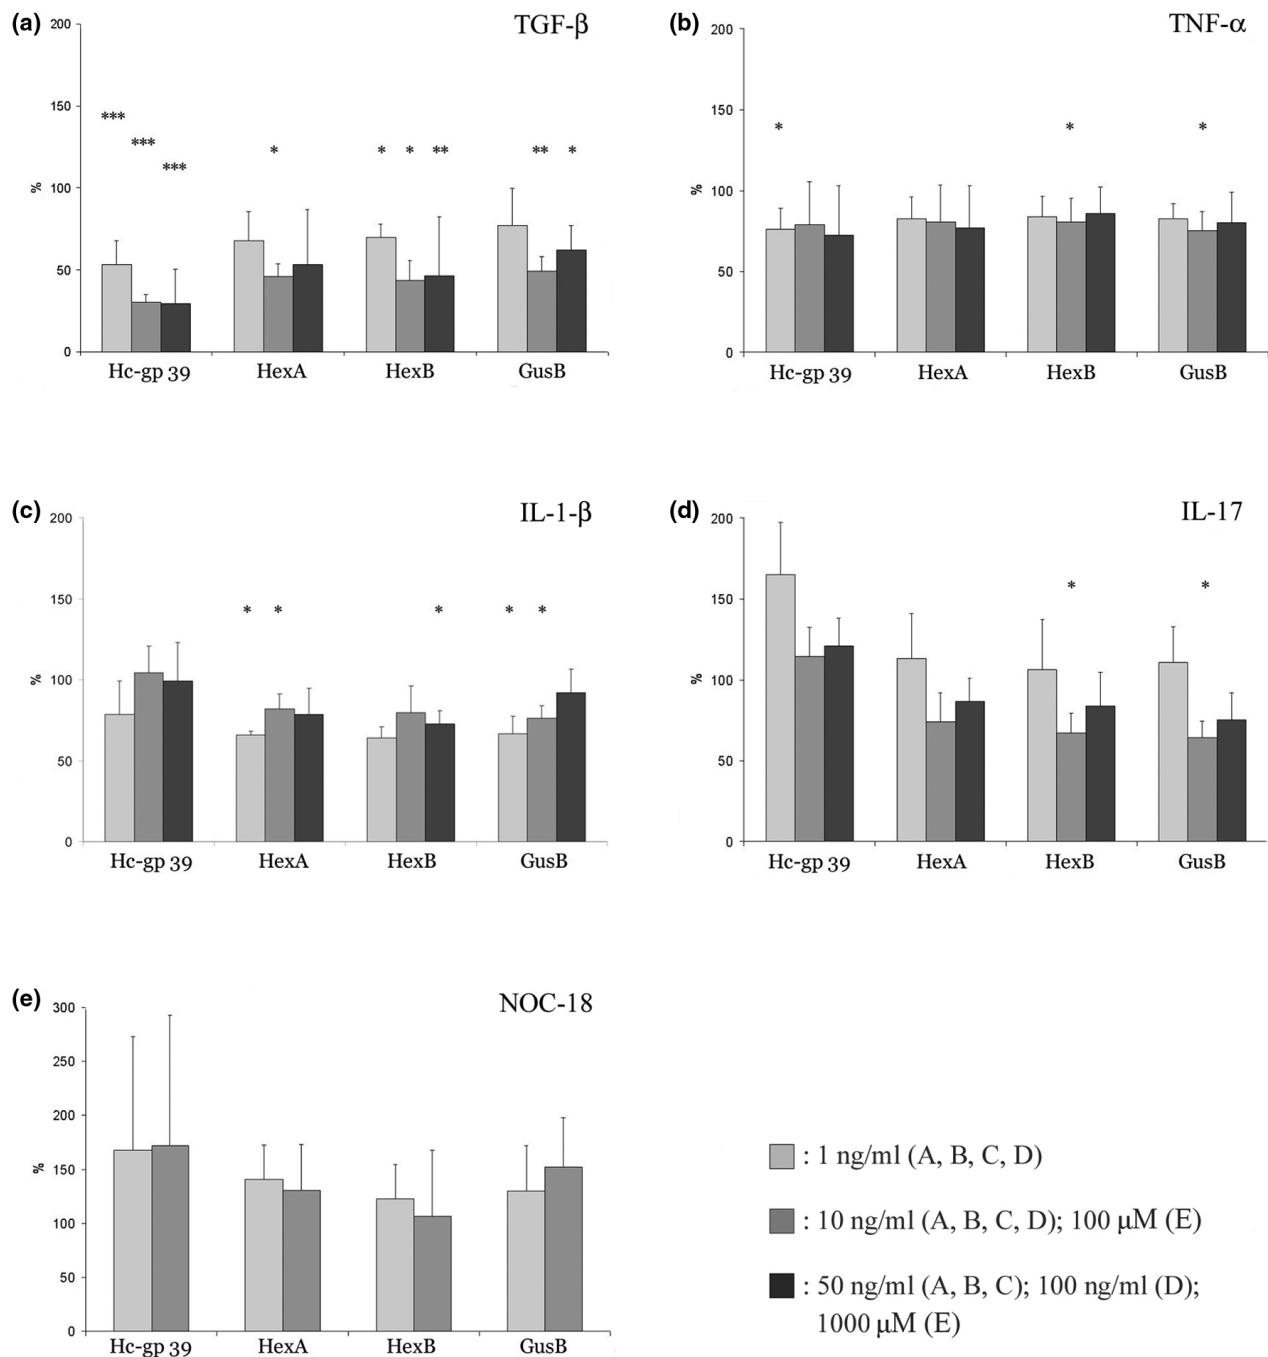 (a)
TGF-β
200
150
100
50
0
%
***
***
***
*
*
*
**
**
*
Hc-gp 39
HexA
HexB
GusB
(b)
TNF-α
200
150
100
50
0
%
*
*
*
Hc-gp 39
HexA
HexB
GusB
(c)
IL-1-β
200
150
100
50
0
%
*
*
*
*
*
Hc-gp 39
HexA
HexB
GusB
(d)
IL-17
200
150
100
50
0
%
*
*
Hc-gp 39
HexA
HexB
GusB
(e)
NOC-18
300
250
200
150
100
50
0
%
Hc-gp 39
HexA
HexB
GusB
: 1 ng/ml (A, B, C, D)
: 10 ng/ml (A, B, C, D); 100 μM (E)
: 50 ng/ml (A, B, C); 100 ng/ml (D);
1000 μM (E)